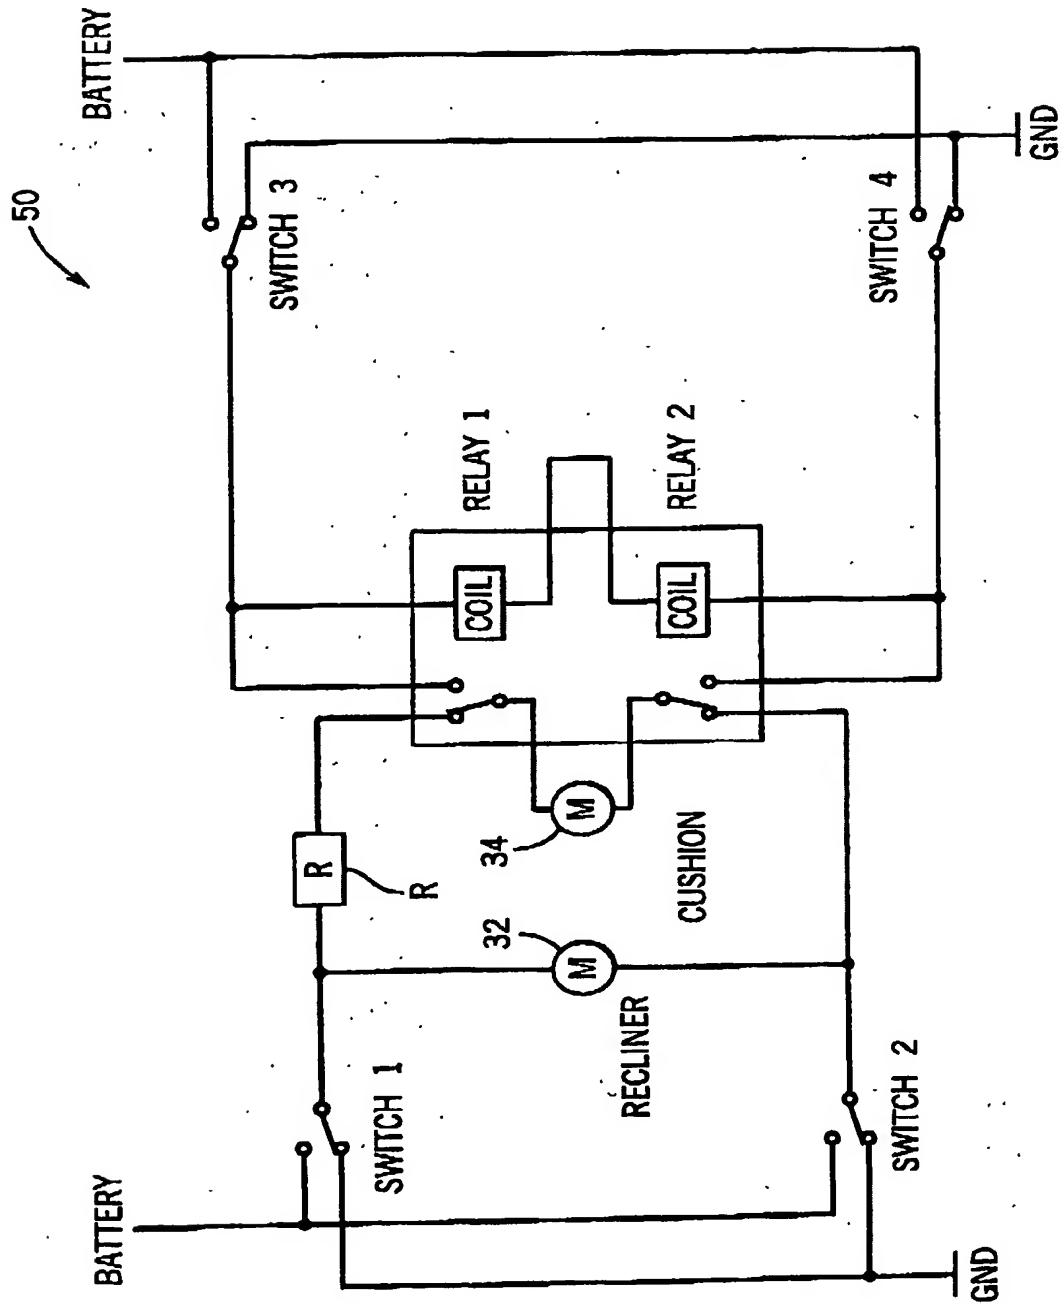 50
BATTERY
BATTERY
SWITCH 1
SWITCH 3
R
R
RECLINER
32
34
M
M
CUSHION
COIL
COIL
RELAY 1
RELAY 2
SWITCH 2
SWITCH 4
GND
GND